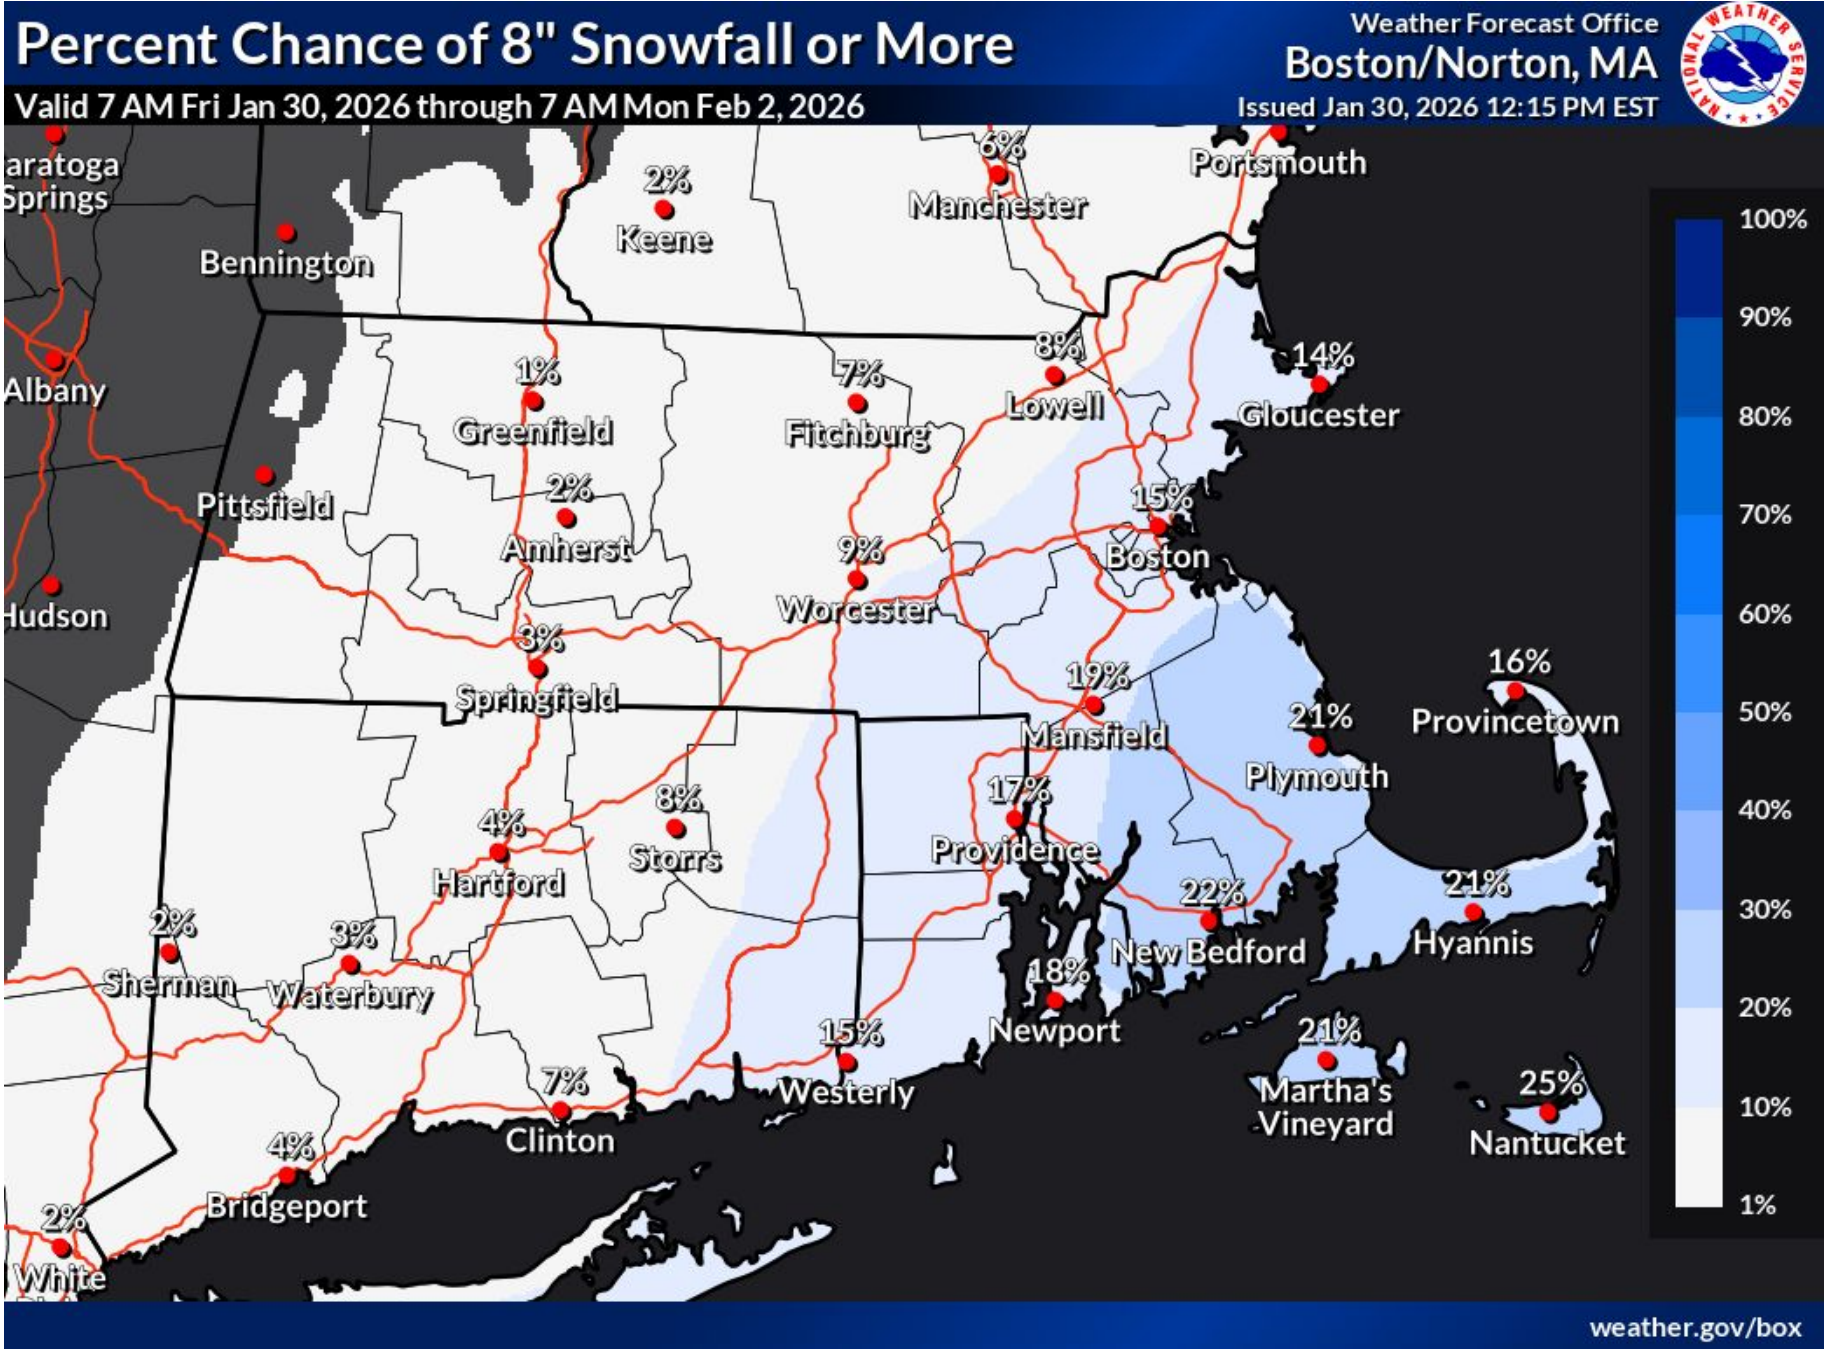 Percent Chance of 8" Snowfall or More
Valid 7 AM Fri Jan 30, 2026 through 7 AM Mon Feb 2, 2026
Weather Forecast Office
Boston/Norton, MA
Issued Jan 30, 2026 12:15 PM EST
NATIONAL WEATHER SERVICE
aratoga
Springs
Bennington
2%
Keene
6%
Manchester
Portsmouth
Albany
1%
Greenfield
7%
Fitchburg
8%
Lowell
14%
Gloucester
Pittsfield
2%
Amherst
9%
Worcester
15%
Boston
Hudson
3%
Springfield
19%
Mansfield
21%
Plymouth
16%
Provincetown
4%
Hartford
8%
Storrs
17%
Providence
22%
New Bedford
21%
Hyannis
2%
Sherman
3%
Waterbury
7%
Clinton
15%
Westerly
18%
Newport
21%
Martha's
Vineyard
25%
Nantucket
4%
Bridgeport
2%
White
100%
90%
80%
70%
60%
50%
40%
30%
20%
10%
1%
weather.gov/box